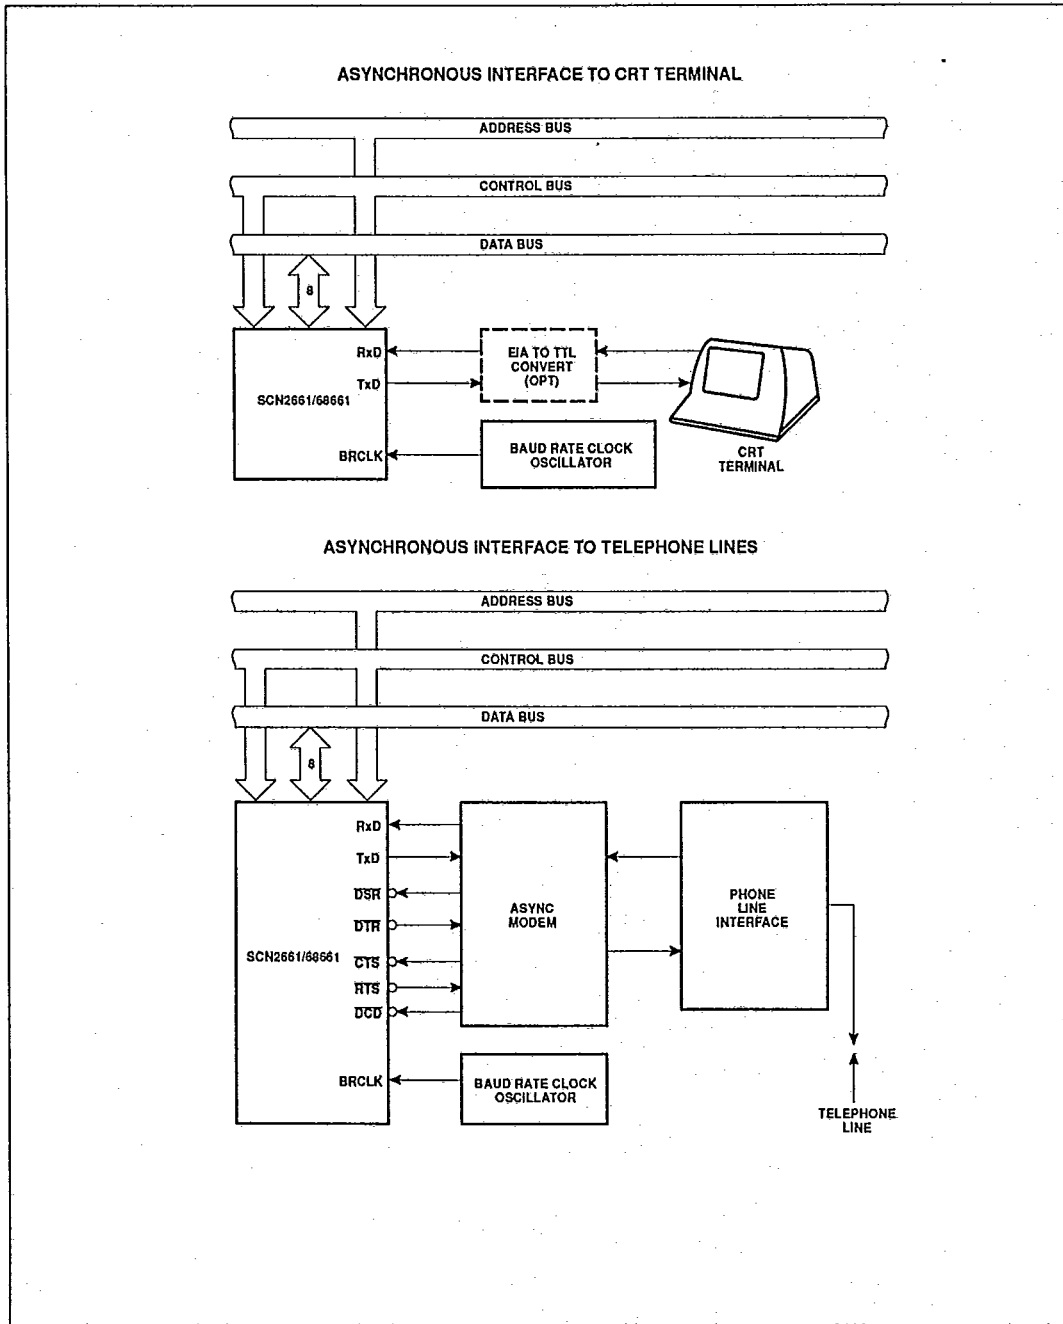 ASYNCHRONOUS INTERFACE TO CRT TERMINAL
ADDRESS BUS
CONTROL BUS
DATA BUS
8
RxD
TxD
SCN2661/68661
BRCLK
EIA TO TTL
CONVERT
(OPT)
BAUD RATE CLOCK
OSCILLATOR
CRT
TERMINAL
ASYNCHRONOUS INTERFACE TO TELEPHONE LINES
ADDRESS BUS
CONTROL BUS
DATA BUS
8
RxD
TxD
DSR
DTR
SCN2661/68661
CTS
RTS
DCD
BRCLK
ASYNC
MODEM
PHONE
LINE
INTERFACE
BAUD RATE CLOCK
OSCILLATOR
TELEPHONE
LINE